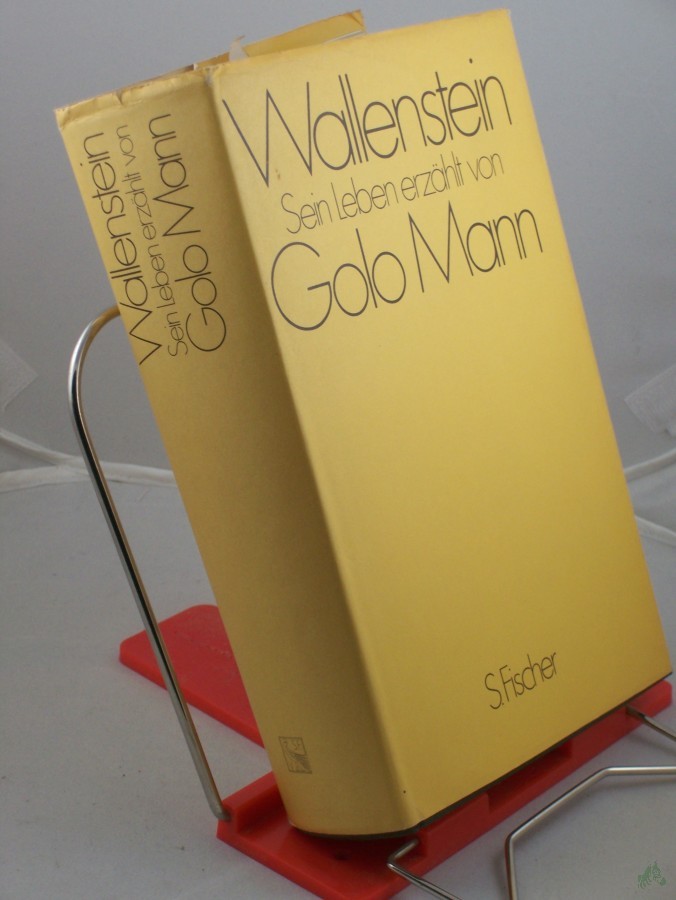 Wallenstein
Sein Leben erzählt von
Golo Mann
Wallenstein
Sein Leben erzählt von
Golo Mann
S.Fischer